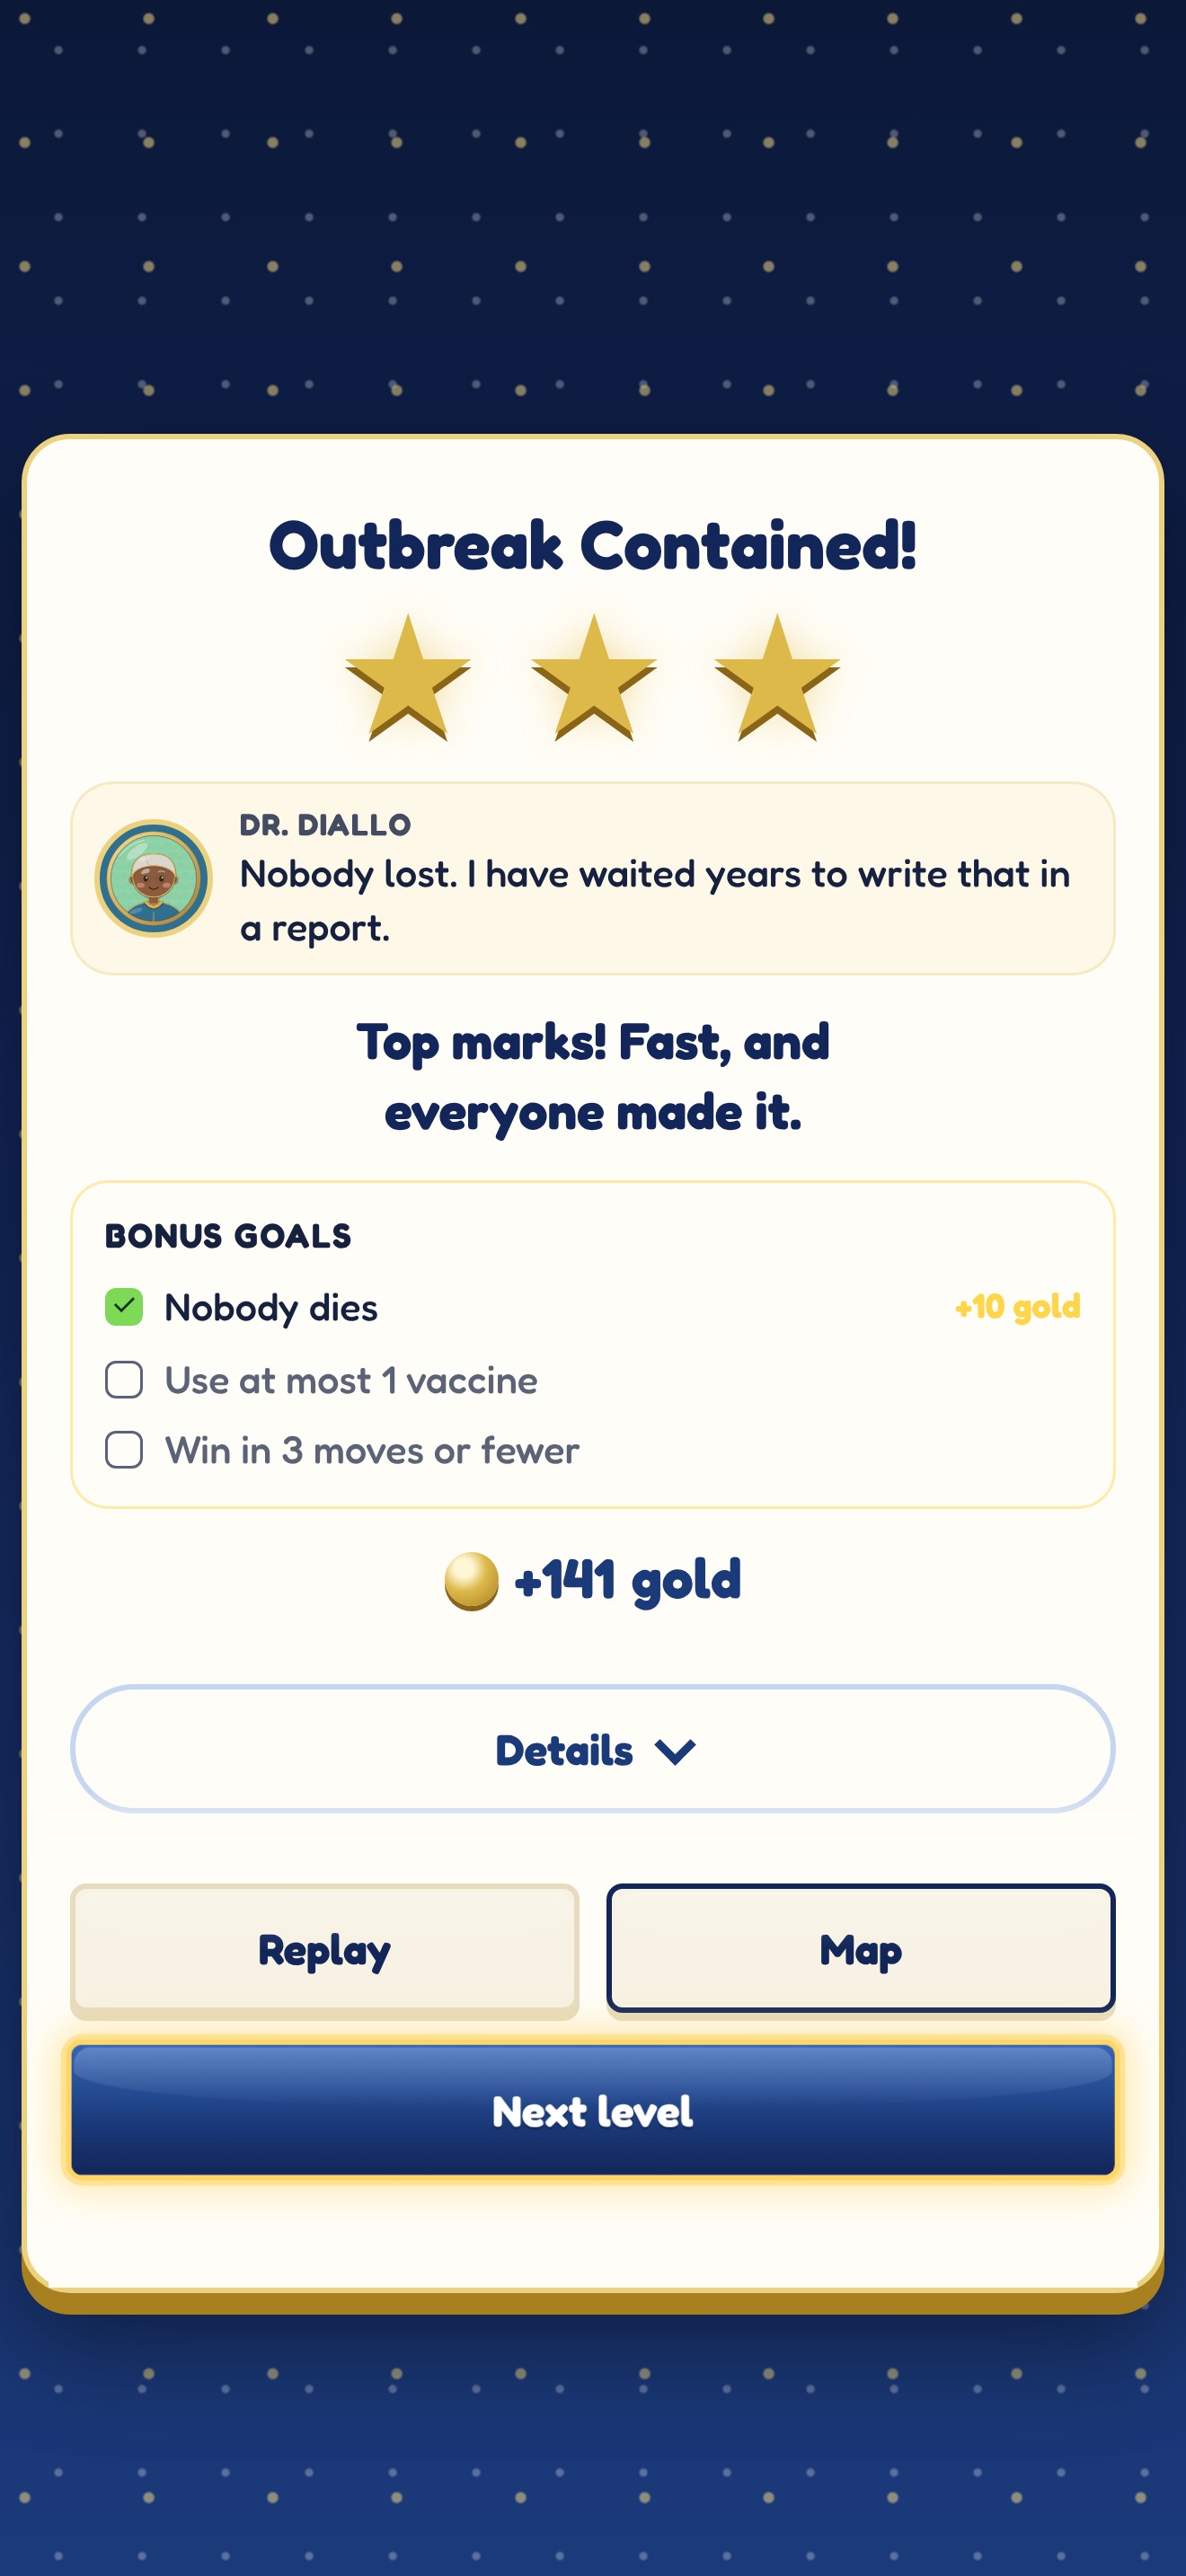 Outbreak Contained!
DR. DIALLO
Nobody lost. I have waited years to write that in
a report.
Top marks! Fast, and
everyone made it.
BONUS GOALS
Nobody dies +10 gold
Use at most 1 vaccine
Win in 3 moves or fewer
+141 gold
Details
Replay Map
Next level